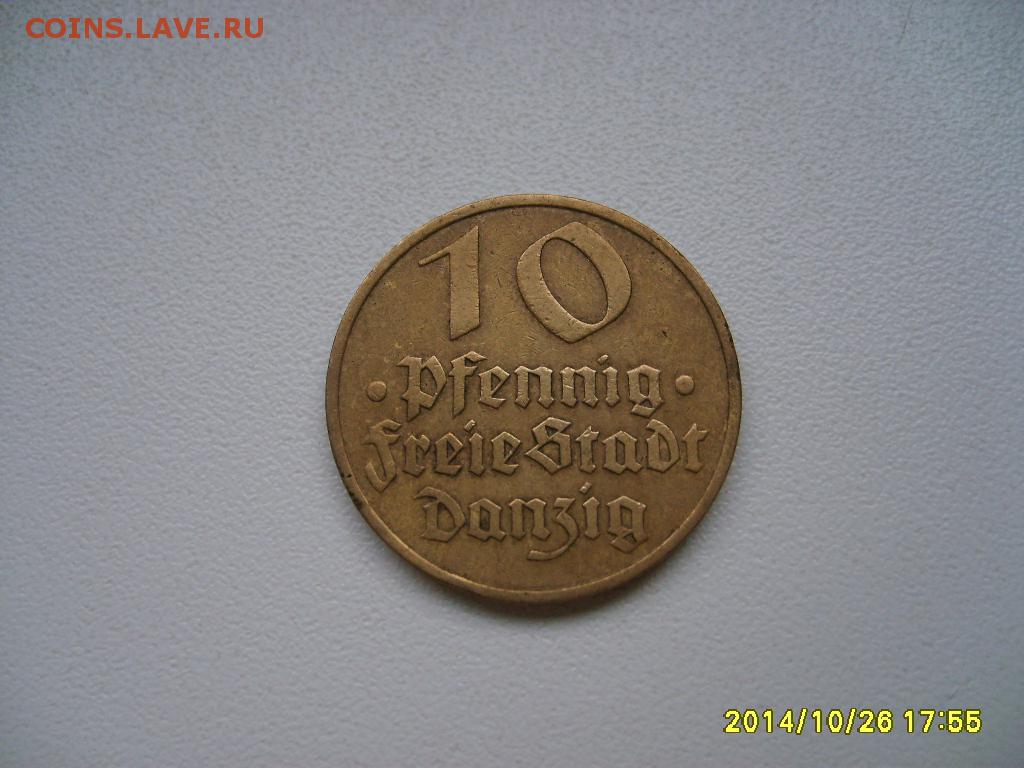 COINS.LAVE.RU
10
· Pfennig ·
Freie Stadt
Danzig
2014/10/26 17:55